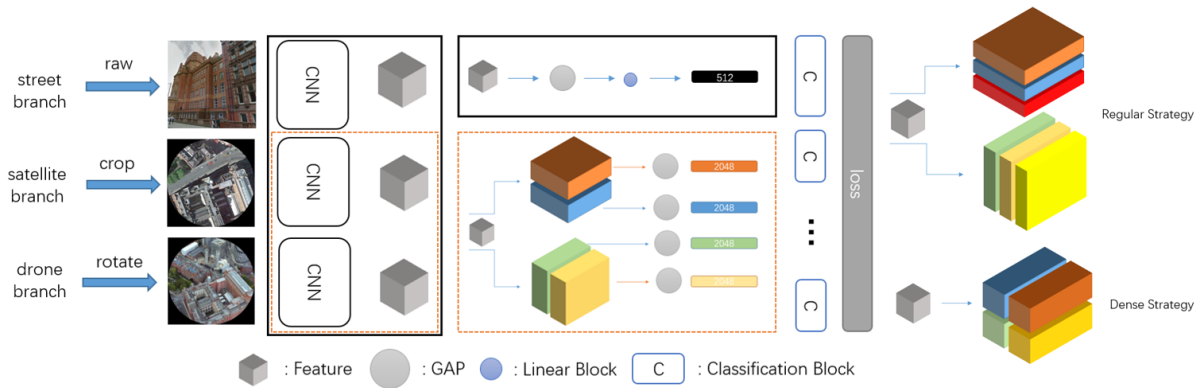 street
branch
raw
satellite
branch
crop
drone
branch
rotate
CNN
CNN
CNN
512
2048
2048
2048
2048
C
C
...
C
loss
Regular Strategy
Dense Strategy
: Feature
: GAP
: Linear Block
C
: Classification Block